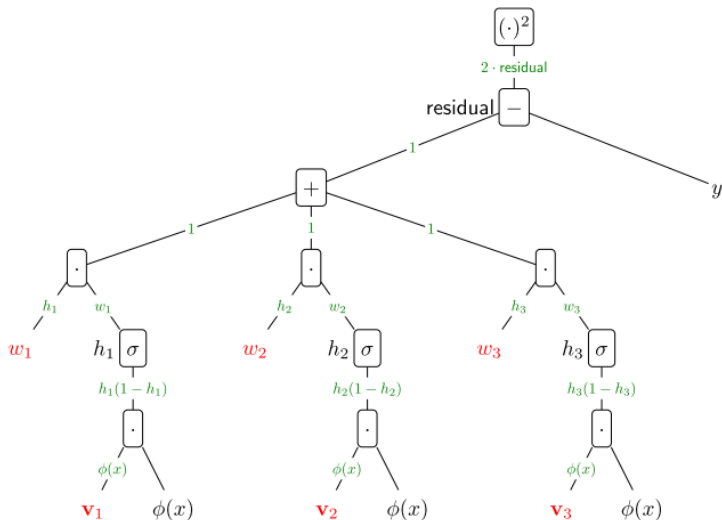 (·)²
2 · residual
residual −
1
y
+
1 1 1
· · ·
h₁ w₁ h₂ w₂ h₃ w₃
w₁ h₁ σ w₂ h₂ σ w₃ h₃ σ
h₁(1 − h₁) h₂(1 − h₂) h₃(1 − h₃)
· · ·
ϕ(x) ϕ(x) ϕ(x)
v₁ ϕ(x) v₂ ϕ(x) v₃ ϕ(x)